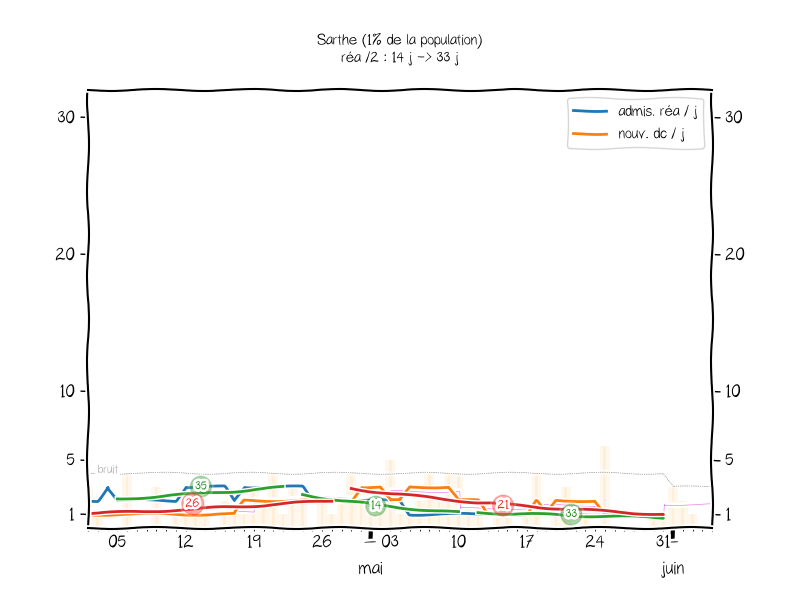 Sarthe (1% de la population)
réa /2 : 14 j -> 33 j
admis. réa / j
nouv. dc / j
30
30
20
20
10
10
5
5
bruit
35
26
14
21
33
1
1
05 12 19 26 03 10 17 24 31
mai juin